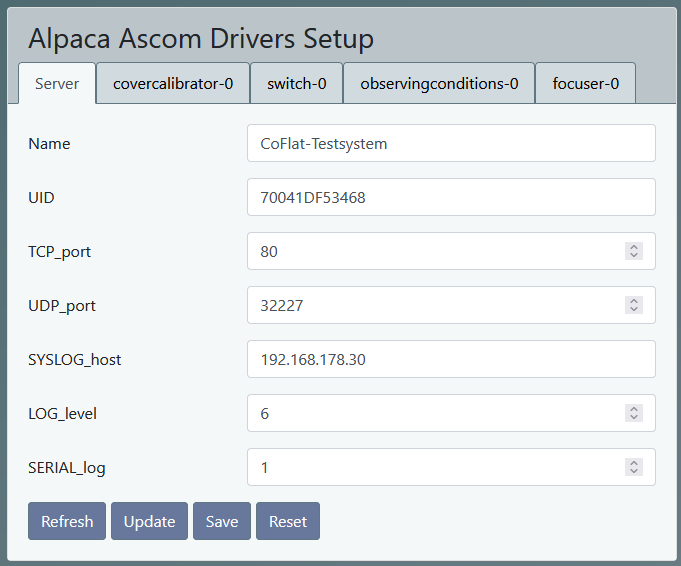 Alpaca Ascom Drivers Setup
Server covercalibrator-0 switch-0 observingconditions-0 focuser-0
Name CoFlat-Testsystem
UID 70041DF53468
TCP_port 80
UDP_port 32227
SYSLOG_host 192.168.178.30
LOG_level 6
SERIAL_log 1
Refresh Update Save Reset